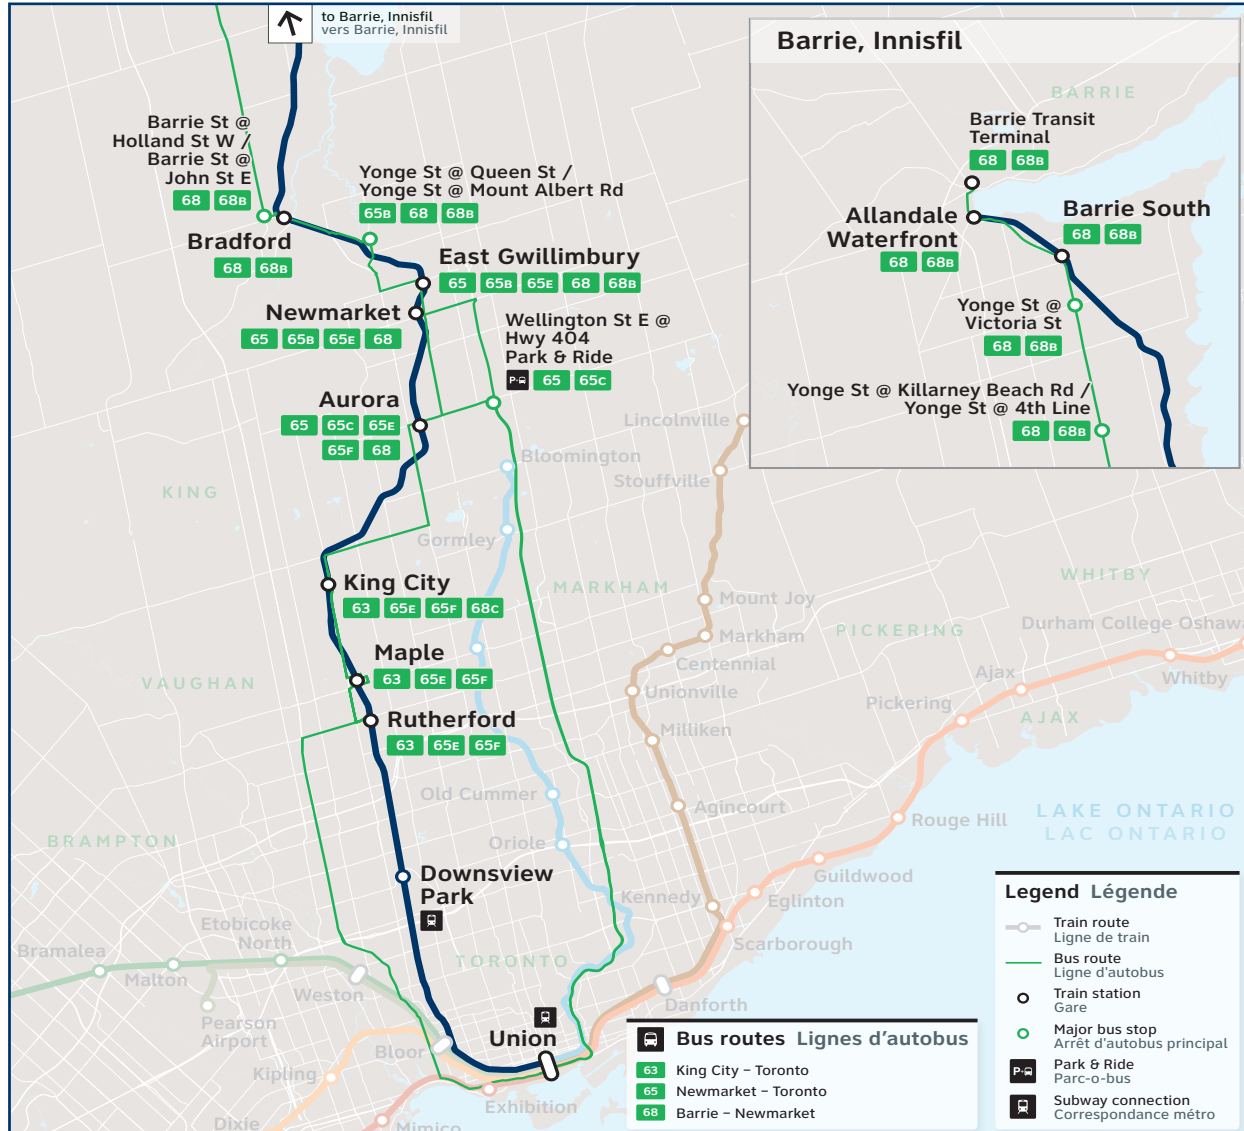 to Barrie, Innisfil
vers Barrie, Innisfil
Barrie St @
Holland St W /
Barrie St @
John St E
68 68B
Bradford
68 68B
Yonge St @ Queen St /
Yonge St @ Mount Albert Rd
65B 68 68B
East Gwillimbury
65 65B 65E 68 68B
Newmarket
65 65B 65E 68
Wellington St E @
Hwy 404
Park & Ride
P 65 65C
Aurora
65 65C 65E
65F 68
KING
Bloomington
Gormley
Lincolnville
Stouffville
King City
63 65E 65F 68C
MARKHAM
Mount Joy
Markham
Centennial
Unionville
Milliken
Agincourt
Maple
63 65E 65F
VAUGHAN
Rutherford
63 65E 65F
Old Cummer
Oriole
BRAMPTON
Downsview
Park
Kennedy
Etobicoke
North
Bramalea
Malton
Weston
TORONTO
Pearson
Airport
Bloor
Kipling
Dixie
Mimico
Union
Exhibition
Danforth
Scarborough
Eglinton
Guildwood
Rouge Hill
PICKERING
Pickering
Ajax
AJAX
WHITBY
Durham College Oshawa
Whitby
LAKE ONTARIO
LAC ONTARIO
Barrie, Innisfil
BARRIE
Barrie Transit
Terminal
68 68B
Allandale
Waterfront
68 68B
Barrie South
68 68B
Yonge St @
Victoria St
68 68B
Yonge St @ Killarney Beach Rd /
Yonge St @ 4th Line
68 68B
Bus routes Lignes d'autobus
63 King City – Toronto
65 Newmarket – Toronto
68 Barrie – Newmarket
Legend Légende
Train route
Ligne de train
Bus route
Ligne d'autobus
Train station
Gare
Major bus stop
Arrêt d'autobus principal
P Park & Ride
Parc-o-bus
Subway connection
Correspondance métro